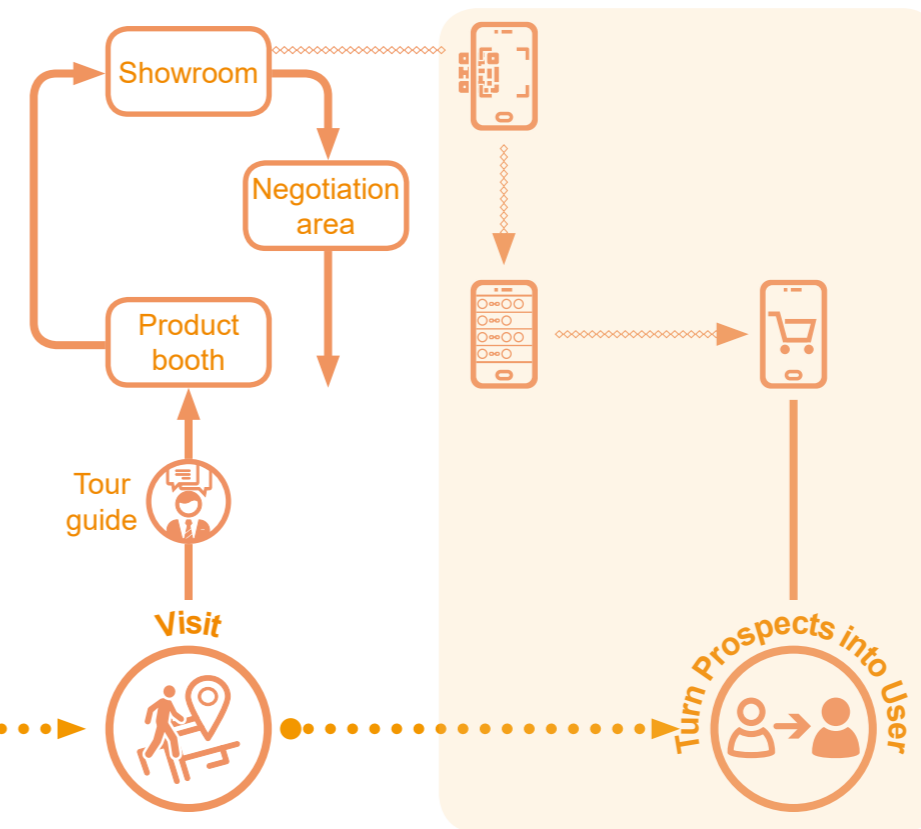 Showroom
Negotiation
area
Product
booth
Tour
guide
Visit
Turn Prospects into User